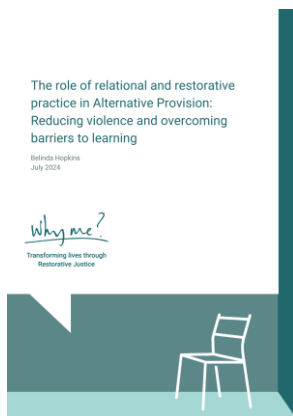 The role of relational and restorative
practice in Alternative Provision:
Reducing violence and overcoming
barriers to learning
Belinda Hopkins
July 2024
Why me?
Transforming lives through
Restorative Justice